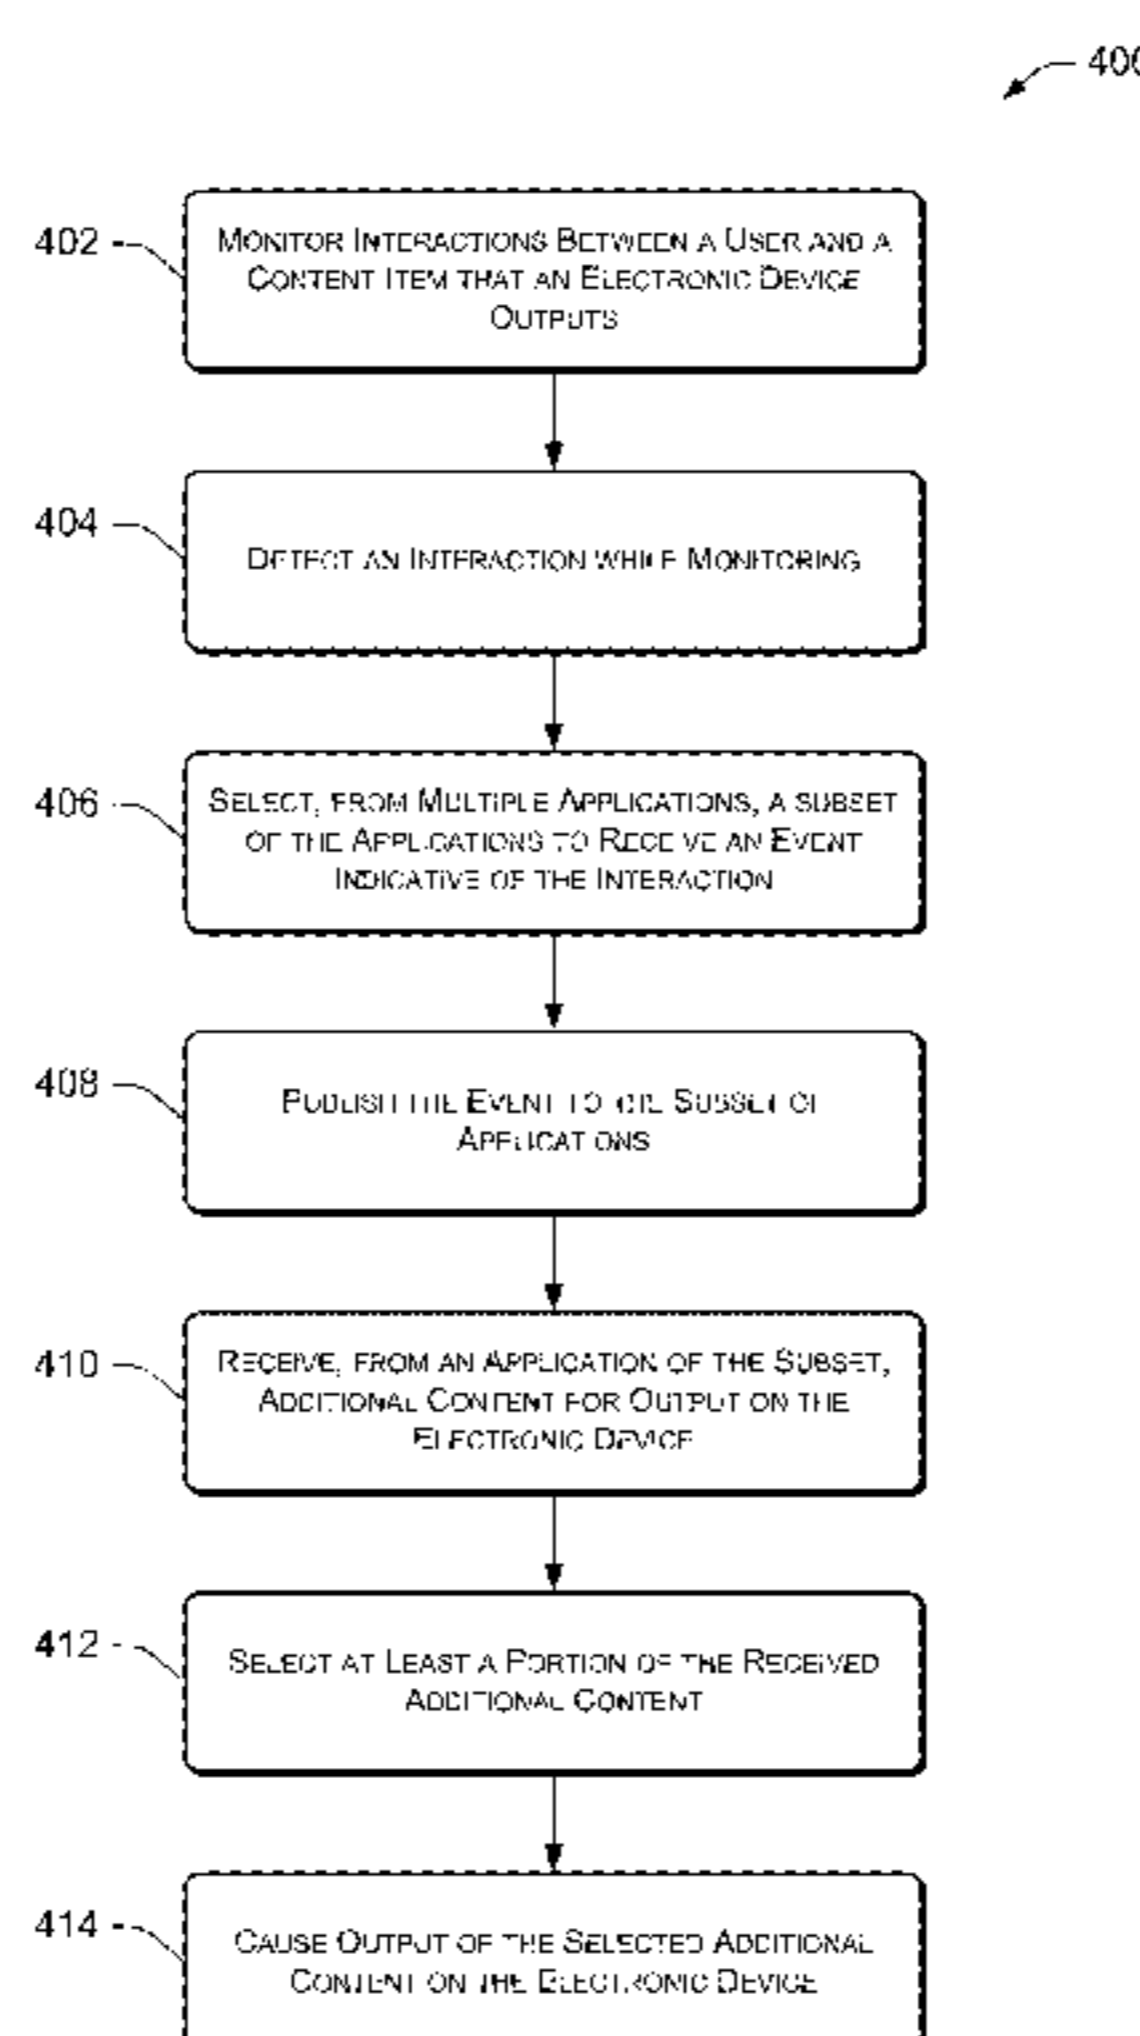 400
402
MONITOR INTERACTIONS BETWEEN A USER AND A
CONTENT ITEM THAT AN ELECTRONIC DEVICE
OUTPUTS
404
DETECT AN INTERACTION WHILE MONITORING
406
SELECT, FROM MULTIPLE APPLICATIONS, A SUBSET
OF THE APPLICATIONS TO RECEIVE AN EVENT
INDICATIVE OF THE INTERACTION
408
PUBLISH THE EVENT TO THE SUBSET OF
APPLICATIONS
410
RECEIVE, FROM AN APPLICATION OF THE SUBSET,
ADDITIONAL CONTENT FOR OUTPUT ON THE
ELECTRONIC DEVICE
412
SELECT AT LEAST A PORTION OF THE RECEIVED
ADDITIONAL CONTENT
414
CAUSE OUTPUT OF THE SELECTED ADDITIONAL
CONTENT ON THE ELECTRONIC DEVICE